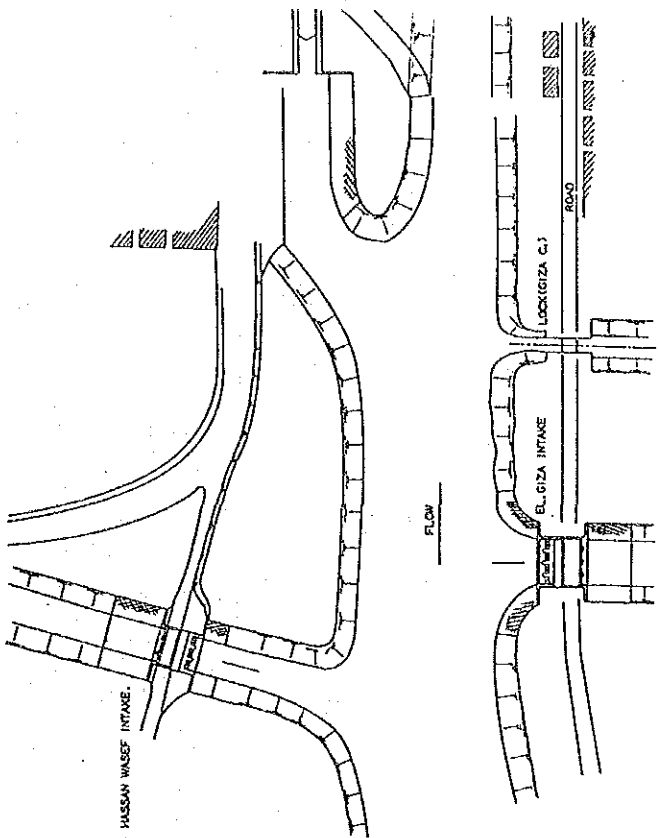 HASSAN WASEF INTAKE.
FLOW
EL. GIZA INTAKE
LOCK(GIZA C.)
ROAD